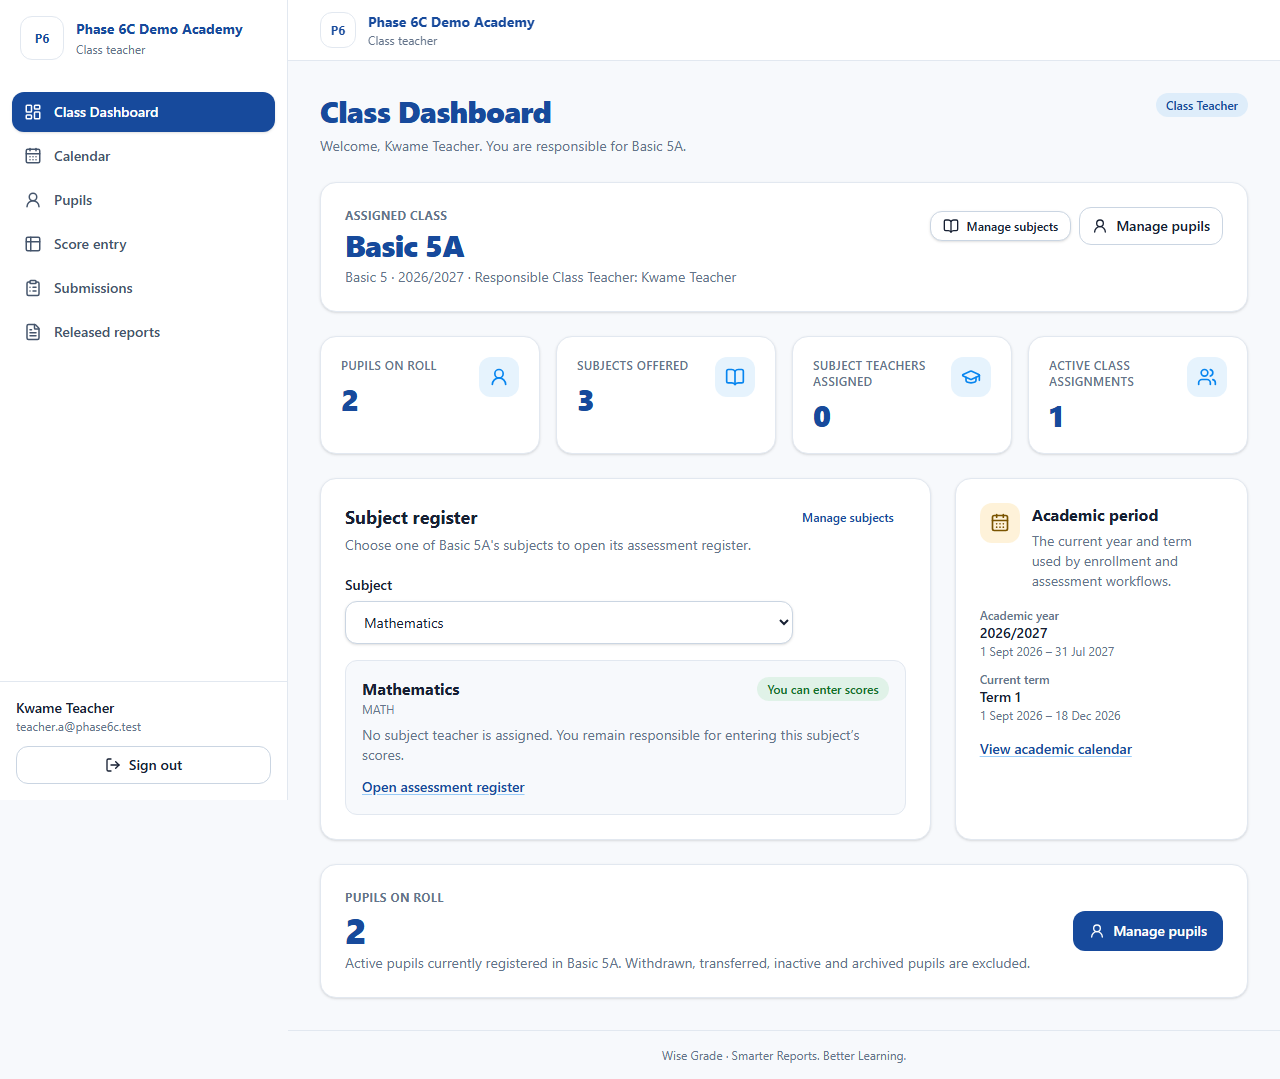 P6
Phase 6C Demo Academy
Class teacher
Class Dashboard
Calendar
Pupils
Score entry
Submissions
Released reports
Kwame Teacher
teacher.a@phase6c.test
Sign out
P6
Phase 6C Demo Academy
Class teacher
Class Dashboard
Class Teacher
Welcome, Kwame Teacher. You are responsible for Basic 5A.
ASSIGNED CLASS
Basic 5A
Basic 5 · 2026/2027 · Responsible Class Teacher: Kwame Teacher
Manage subjects
Manage pupils
PUPILS ON ROLL
2
SUBJECTS OFFERED
3
SUBJECT TEACHERS
ASSIGNED
0
ACTIVE CLASS
ASSIGNMENTS
1
Subject register
Manage subjects
Choose one of Basic 5A's subjects to open its assessment register.
Subject
Mathematics
Mathematics
You can enter scores
MATH
No subject teacher is assigned. You remain responsible for entering this subject’s
scores.
Open assessment register
Academic period
The current year and term
used by enrollment and
assessment workflows.
Academic year
2026/2027
1 Sept 2026 – 31 Jul 2027
Current term
Term 1
1 Sept 2026 – 18 Dec 2026
View academic calendar
PUPILS ON ROLL
2
Active pupils currently registered in Basic 5A. Withdrawn, transferred, inactive and archived pupils are excluded.
Manage pupils
Wise Grade · Smarter Reports. Better Learning.